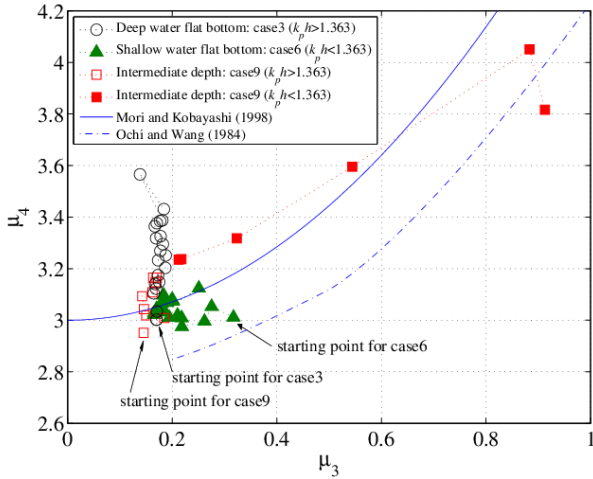 4.2
4
3.8
3.6
3.4
3.2
3
2.8
2.6
μ4
Deep water flat bottom: case3 (kph>1.363)
Shallow water flat bottom: case6 (kph<1.363)
Intermediate depth: case9 (kph>1.363)
Intermediate depth: case9 (kph<1.363)
Mori and Kobayashi (1998)
Ochi and Wang (1984)
starting point for case6
starting point for case3
starting point for case9
0 0.2 0.4 0.6 0.8 1
μ3